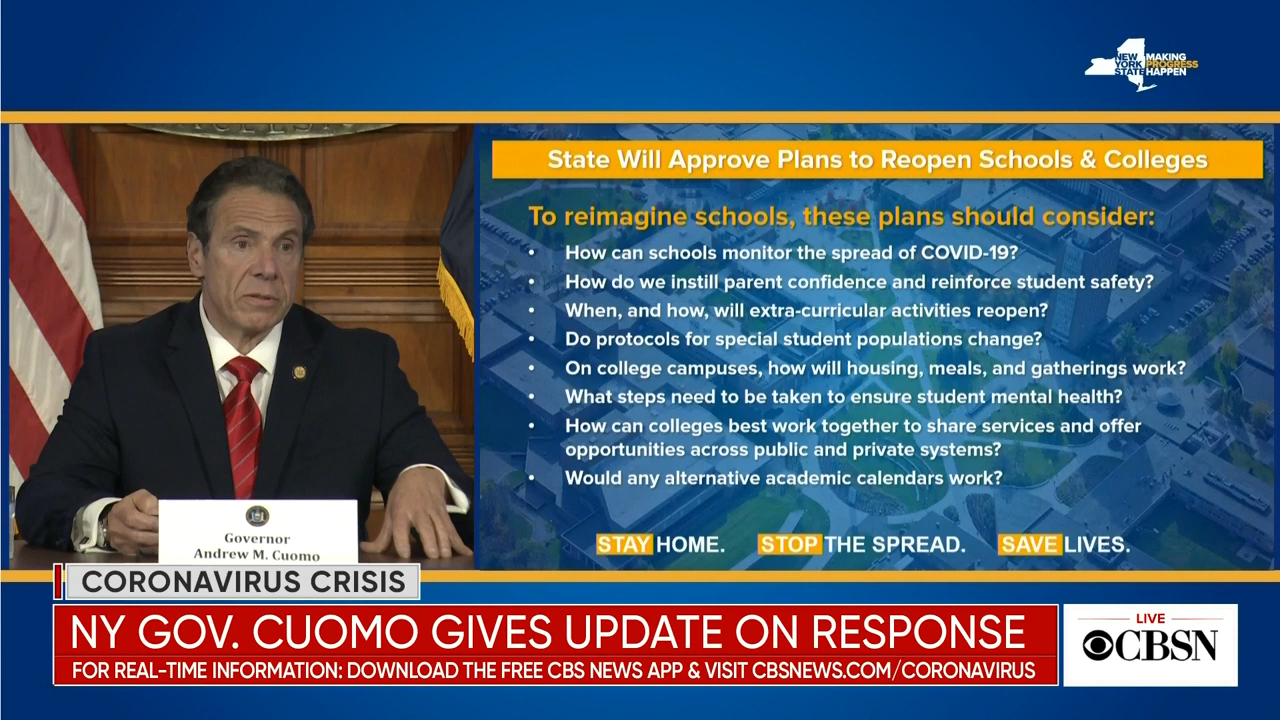 NEW
YORK
STATE
MAKING
PROGRESS
HAPPEN
State Will Approve Plans to Reopen Schools & Colleges
To reimagine schools, these plans should consider:
• How can schools monitor the spread of COVID-19?
• How do we instill parent confidence and reinforce student safety?
• When, and how, will extra-curricular activities reopen?
• Do protocols for special student populations change?
• On college campuses, how will housing, meals, and gatherings work?
• What steps need to be taken to ensure student mental health?
• How can colleges best work together to share services and offer
opportunities across public and private systems?
• Would any alternative academic calendars work?
STAY HOME. STOP THE SPREAD. SAVE LIVES.
Governor
Andrew M. Cuomo
CORONAVIRUS CRISIS
NY GOV. CUOMO GIVES UPDATE ON RESPONSE
FOR REAL-TIME INFORMATION: DOWNLOAD THE FREE CBS NEWS APP & VISIT CBSNEWS.COM/CORONAVIRUS
LIVE
CBSN